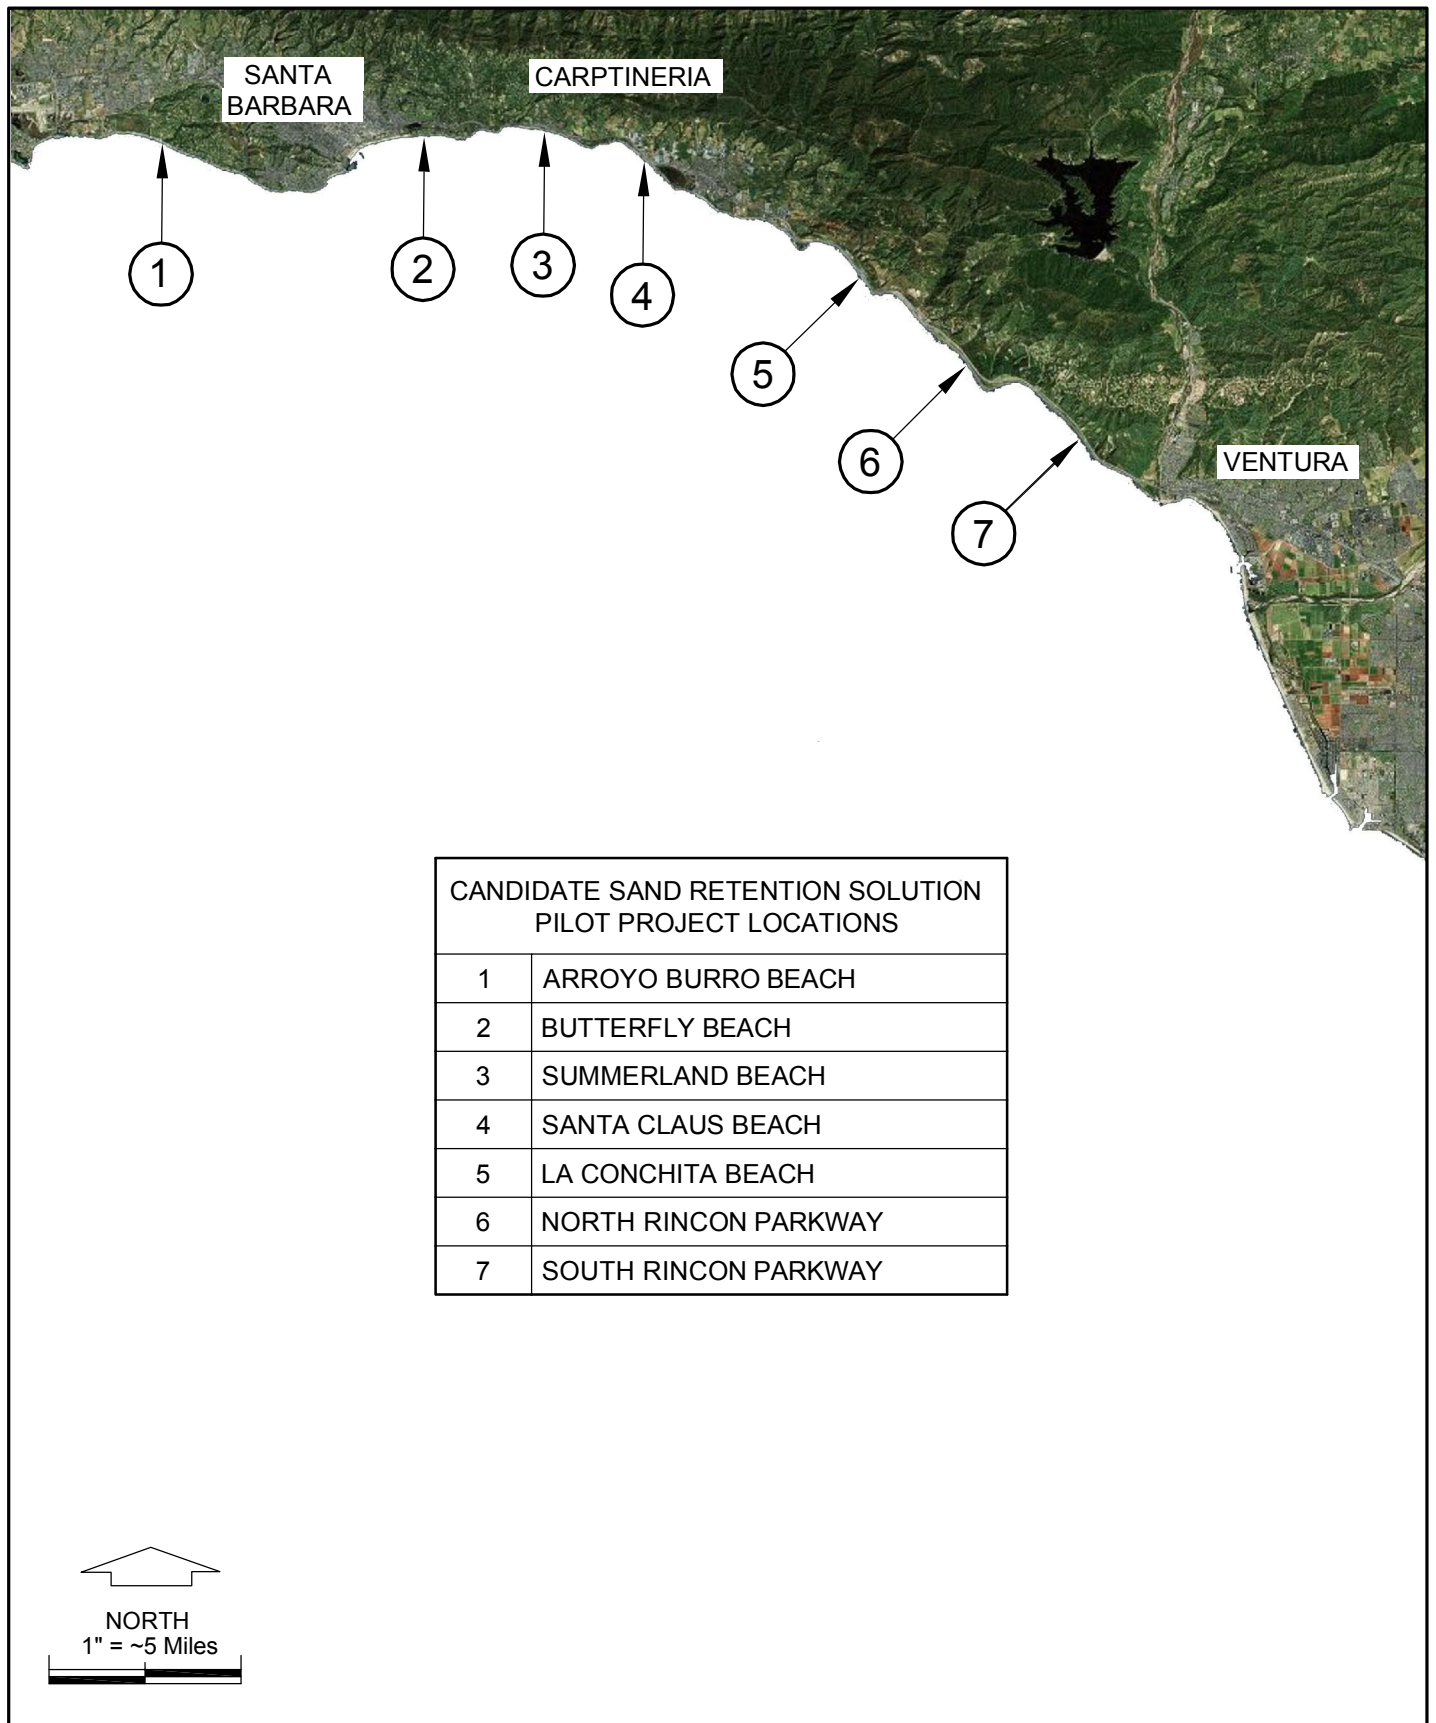 SANTA
BARBARA
CARPTINERIA
1
2
3
4
5
6
7
VENTURA
CANDIDATE SAND RETENTION SOLUTION
PILOT PROJECT LOCATIONS
1 ARROYO BURRO BEACH
2 BUTTERFLY BEACH
3 SUMMERLAND BEACH
4 SANTA CLAUS BEACH
5 LA CONCHITA BEACH
6 NORTH RINCON PARKWAY
7 SOUTH RINCON PARKWAY
NORTH
1" = ~5 Miles